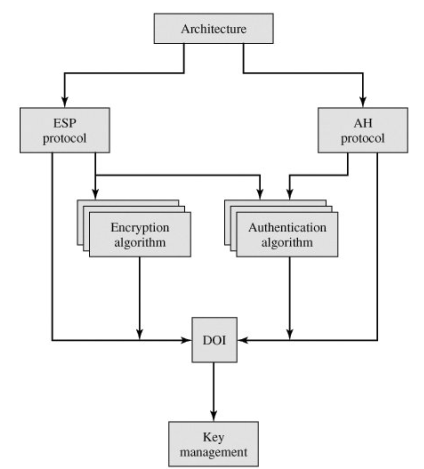 Architecture
ESP
protocol
AH
protocol
Encryption
algorithm
Authentication
algorithm
DOI
Key
management